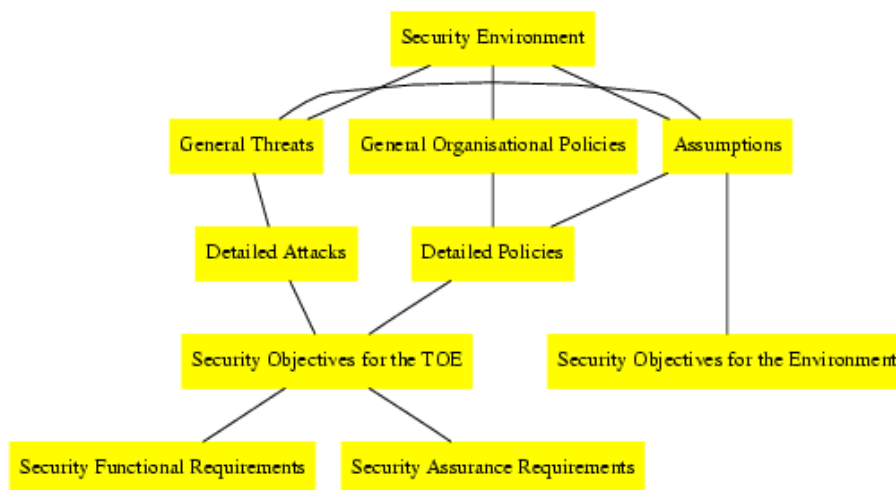 Security Environment
General Threats
General Organisational Policies
Assumptions
Detailed Attacks
Detailed Policies
Security Objectives for the TOE
Security Objectives for the Environment
Security Functional Requirements
Security Assurance Requirements